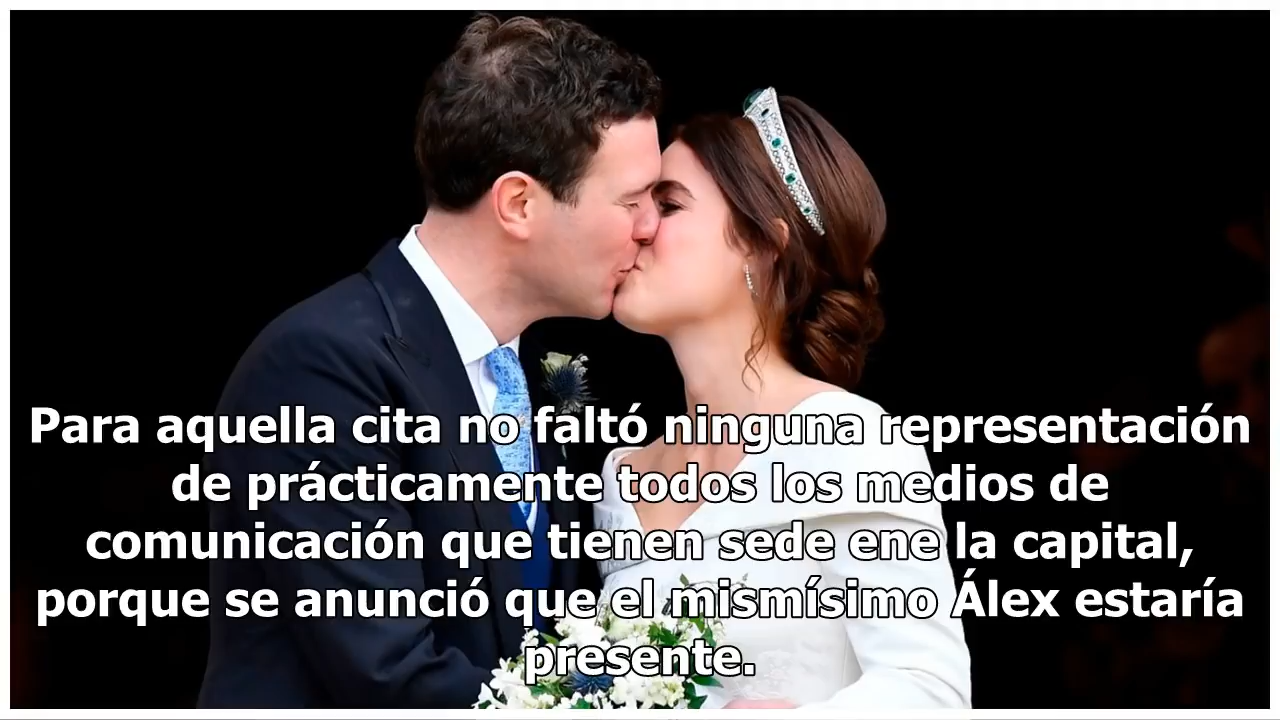 Para aquella cita no faltó ninguna representación
de prácticamente todos los medios de
comunicación que tienen sede ene la capital,
porque se anunció que el mismísimo Álex estaría
presente.